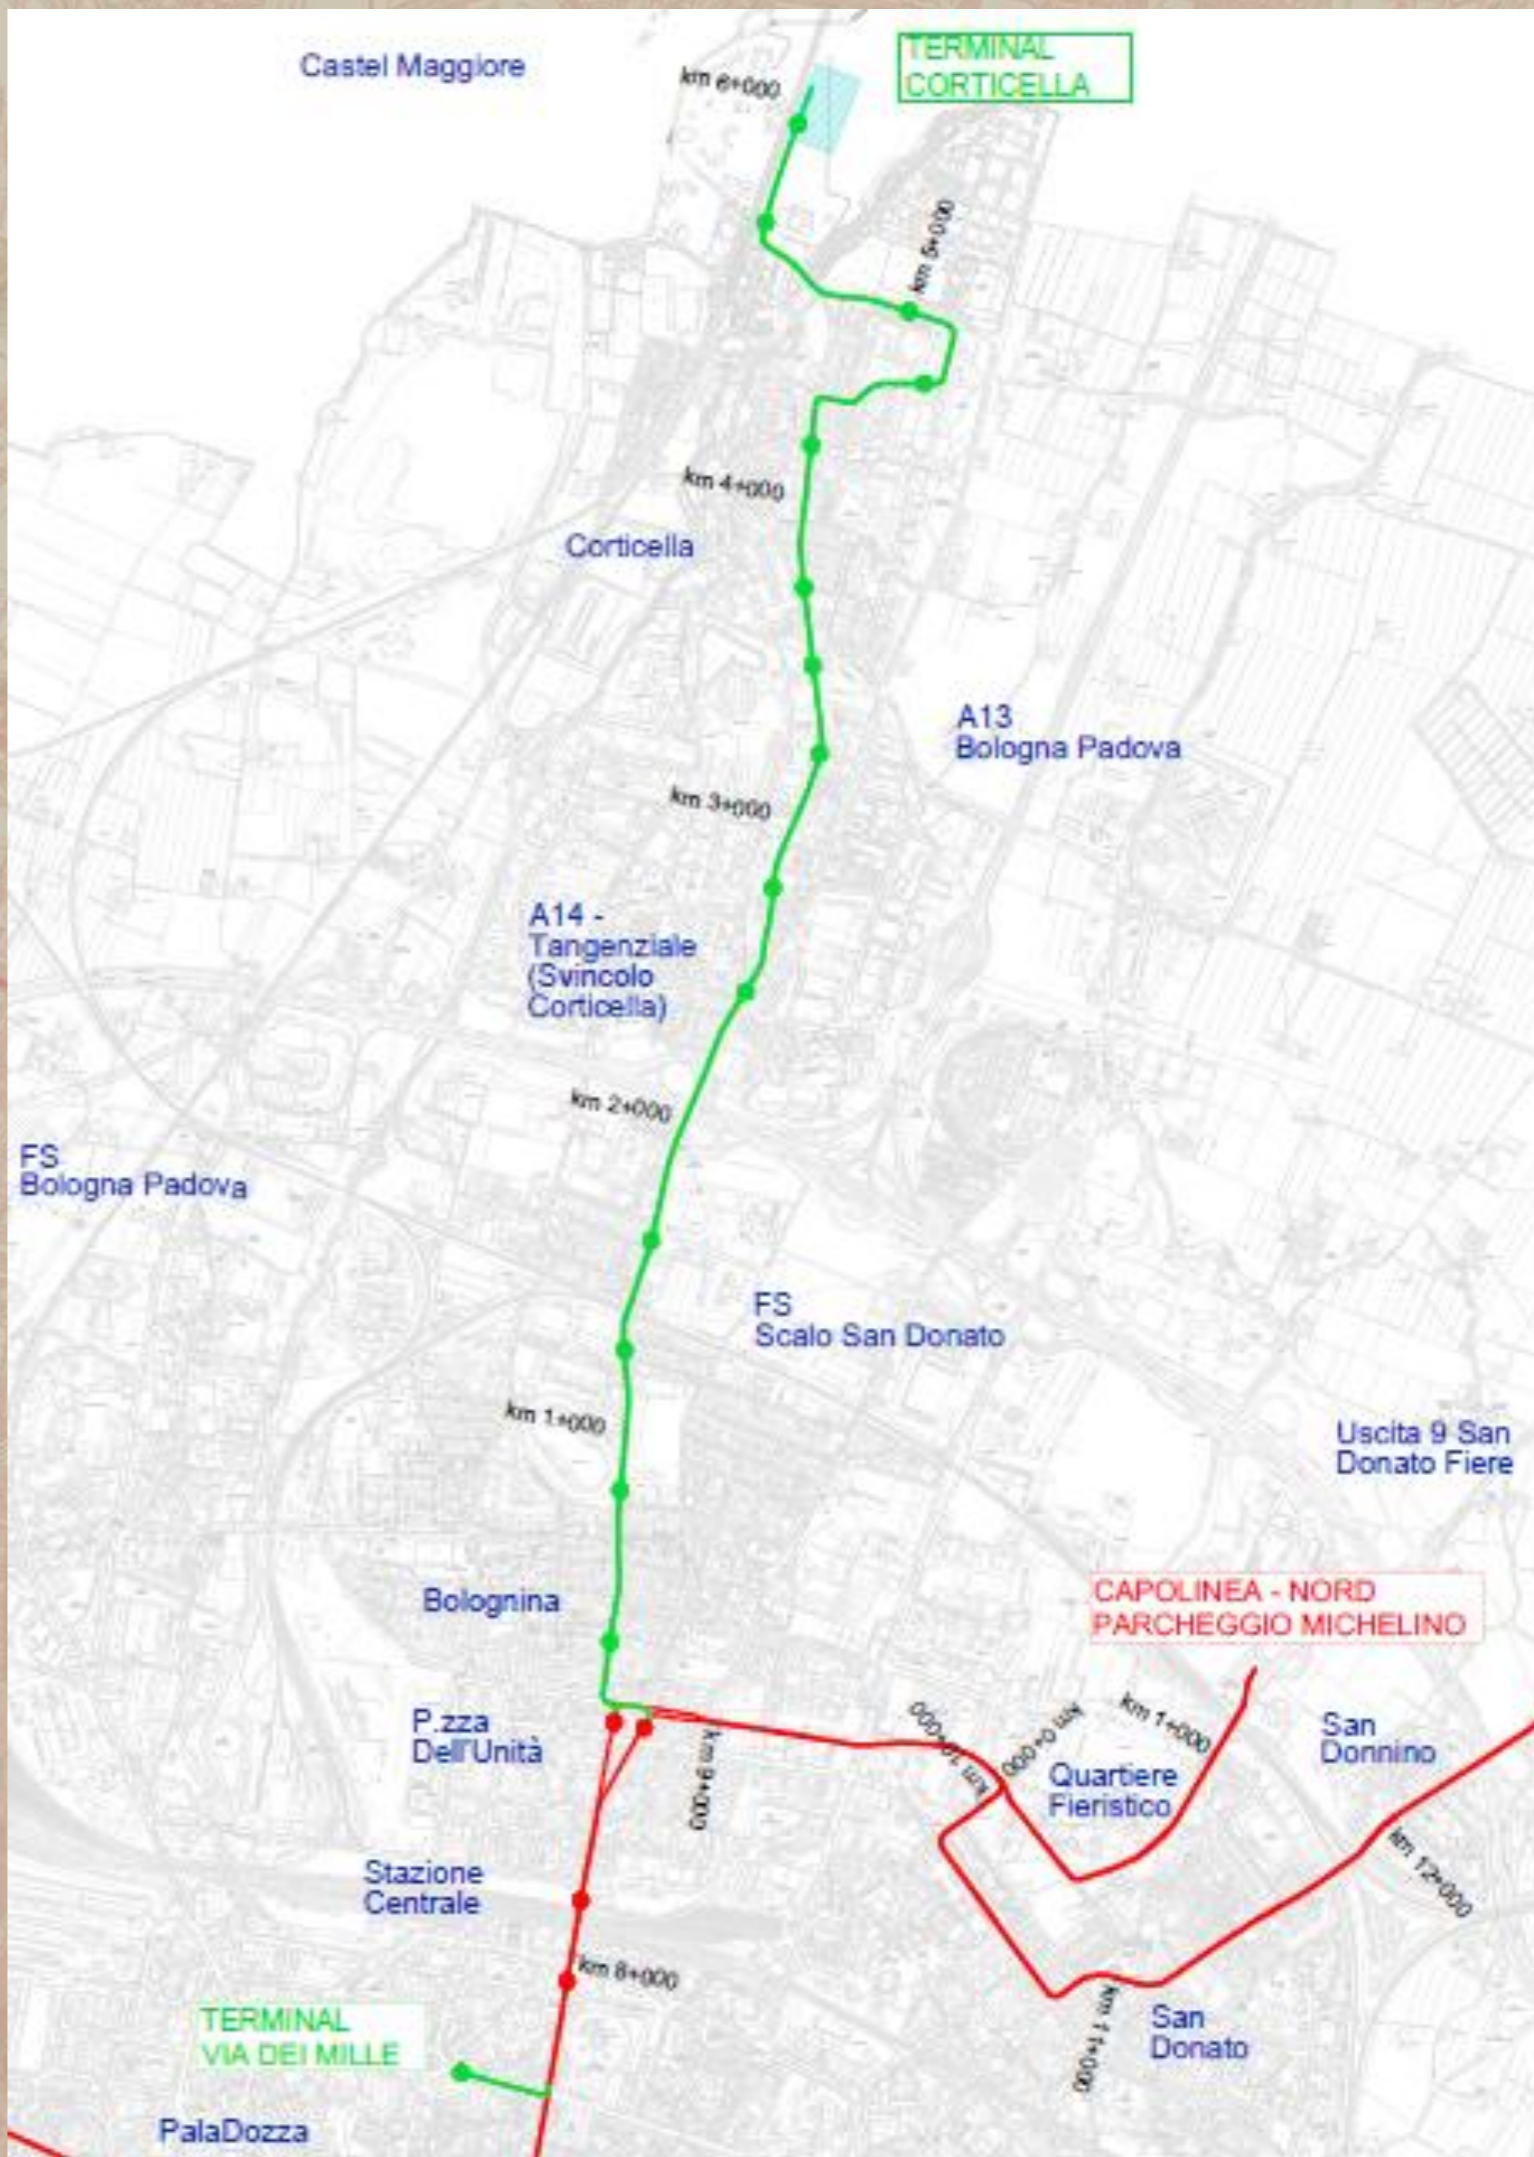 Castel Maggiore
TERMINAL
CORTICELLA
km 6+000
km 5+000
km 4+000
Corticella
A13
Bologna Padova
km 3+000
A14 -
Tangenziale
(Svincolo
Corticella)
km 2+000
FS
Bologna Padova
FS
Scalo San Donato
km 1+000
Uscita 9 San
Donato Fiere
Bolognina
CAPOLINEA - NORD
PARCHEGGIO MICHELINO
P.zza
Dell'Unità
km 9+000
km 10+000
km 0+000
km 1+000
Quartiere
Fieristico
San
Donnino
km 12+000
Stazione
Centrale
km 8+000
km 11+000
San
Donato
TERMINAL
VIA DEI MILLE
PalaDozza